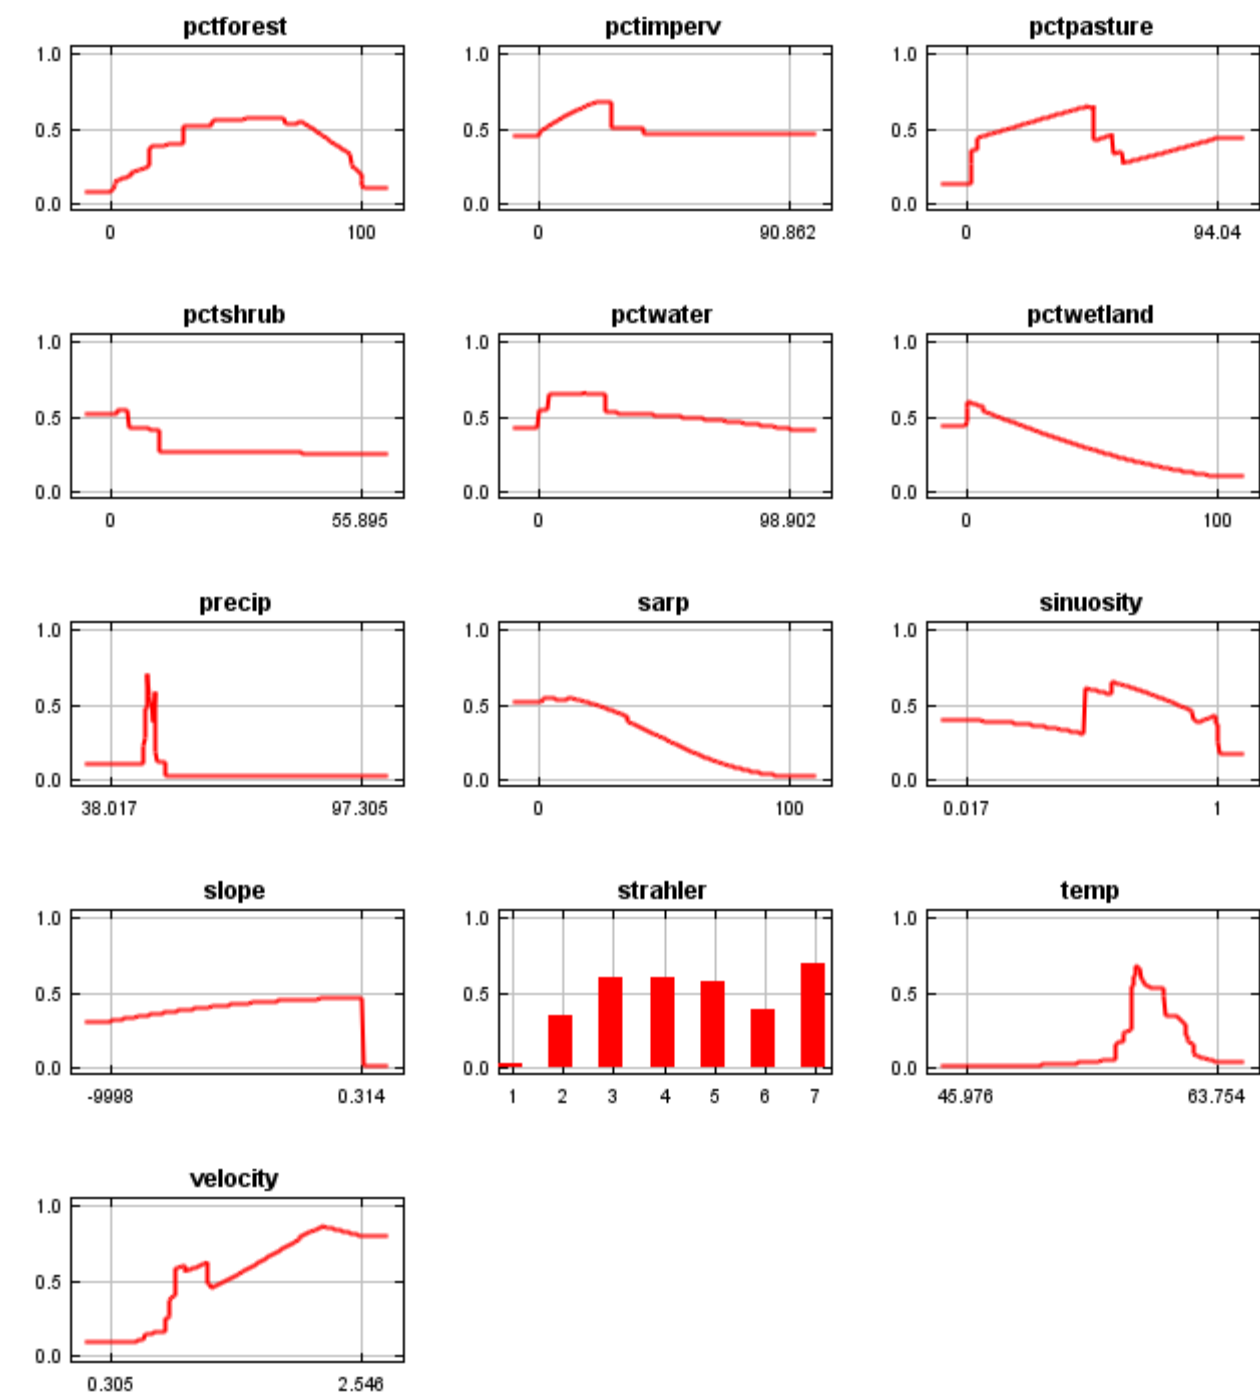 pctforest pctimperv pctpasture
1.0 1.0 1.0
0.5 0.5 0.5
0.0 0.0 0.0
0 100 0 90.862 0 94.04
pctshrub pctwater pctwetland
1.0 1.0 1.0
0.5 0.5 0.5
0.0 0.0 0.0
0 55.895 0 98.902 0 100
precip sarp sinuosity
1.0 1.0 1.0
0.5 0.5 0.5
0.0 0.0 0.0
38.017 97.305 0 100 0.017 1
slope strahler temp
1.0 1.0 1.0
0.5 0.5 0.5
0.0 0.0 0.0
-9998 0.314 1 2 3 4 5 6 7 45.976 63.754
velocity
1.0
0.5
0.0
0.305 2.546